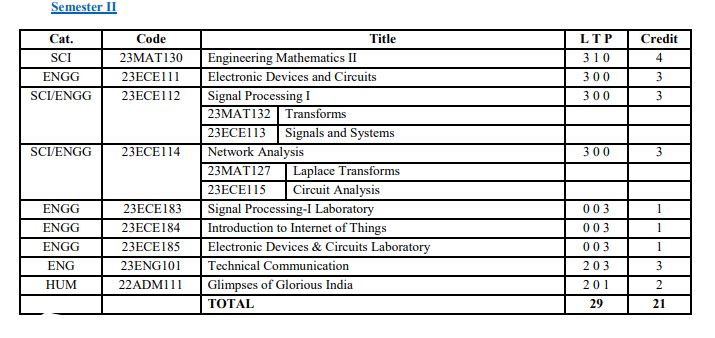 Semester II
Cat. Code Title L T P Credit
SCI 23MAT130 Engineering Mathematics II 3 1 0 4
ENGG 23ECE111 Electronic Devices and Circuits 3 0 0 3
SCI/ENGG 23ECE112 Signal Processing I 3 0 0 3
23MAT132 Transforms
23ECE113 Signals and Systems
SCI/ENGG 23ECE114 Network Analysis 3 0 0 3
23MAT127 Laplace Transforms
23ECE115 Circuit Analysis
ENGG 23ECE183 Signal Processing-I Laboratory 0 0 3 1
ENGG 23ECE184 Introduction to Internet of Things 0 0 3 1
ENGG 23ECE185 Electronic Devices & Circuits Laboratory 0 0 3 1
ENG 23ENG101 Technical Communication 2 0 3 3
HUM 22ADM111 Glimpses of Glorious India 2 0 1 2
TOTAL 29 21